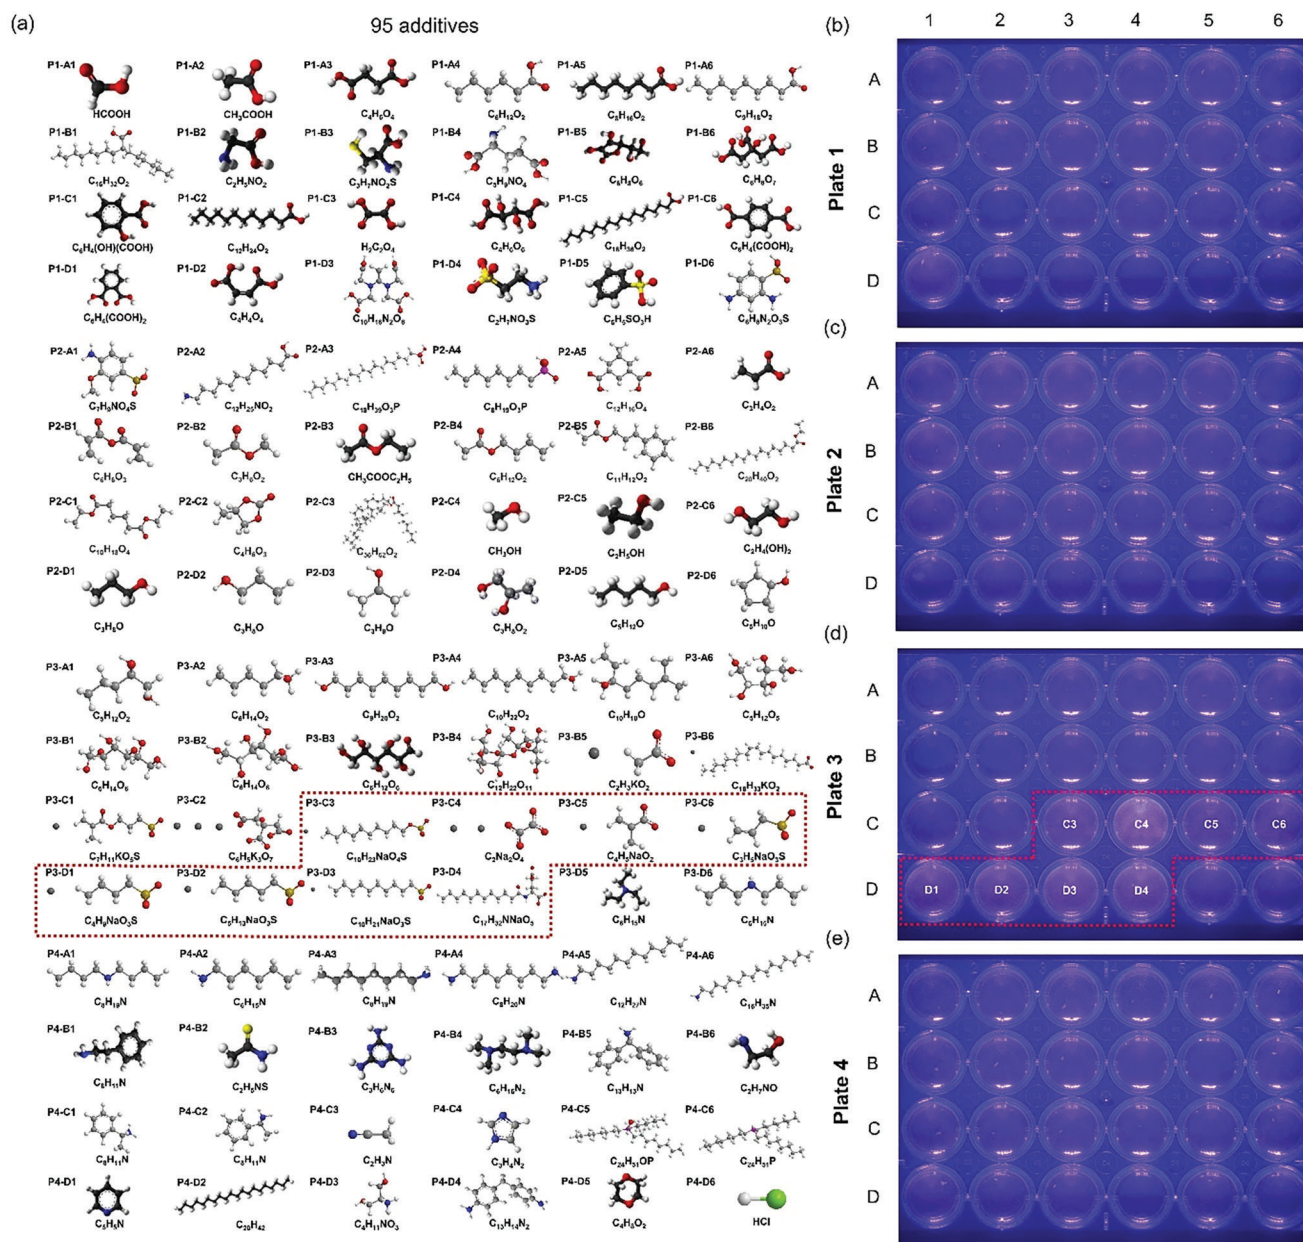 (a)
95 additives
P1-A1 P1-A2 P1-A3 P1-A4 P1-A5 P1-A6
HCOOH CH₃COOH C₄H₆O₄ C₆H₁₂O₂ C₈H₁₆O₂ C₉H₁₈O₂
P1-B1 P1-B2 P1-B3 P1-B4 P1-B5 P1-B6
C₁₆H₃₂O₂ C₂H₅NO₂ C₃H₇NO₂S C₅H₉NO₄ C₆H₈O₆ C₆H₈O₇
P1-C1 P1-C2 P1-C3 P1-C4 P1-C5 P1-C6
C₆H₄(OH)(COOH) C₁₂H₂₄O₂ H₂C₂O₄ C₄H₆O₆ C₁₈H₃₆O₂ C₆H₄(COOH)₂
P1-D1 P1-D2 P1-D3 P1-D4 P1-D5 P1-D6
C₆H₄(COOH)₂ C₄H₄O₄ C₁₀H₁₆N₂O₈ C₂H₇NO₃S C₆H₅SO₃H C₆H₈N₂O₃S
P2-A1 P2-A2 P2-A3 P2-A4 P2-A5 P2-A6
C₇H₉NO₄S C₁₂H₂₅NO₂ C₁₈H₃₉O₃P C₈H₁₉O₃P C₁₂H₁₆O₄ C₃H₄O₂
P2-B1 P2-B2 P2-B3 P2-B4 P2-B5 P2-B6
C₆H₆O₃ C₃H₆O₂ CH₃COOC₂H₅ C₆H₁₂O₂ C₁₁H₁₂O₂ C₂₀H₄₀O₂
P2-C1 P2-C2 P2-C3 P2-C4 P2-C5 P2-C6
C₁₀H₁₈O₄ C₄H₆O₃ CH₃OH C₂H₅OH C₂H₄(OH)₂
P2-D1 P2-D2 P2-D3 P2-D4 P2-D5 P2-D6
C₃H₈O C₃H₈O C₃H₈O C₃H₈O₂ C₅H₁₂O C₅H₁₀O
P3-A1 P3-A2 P3-A3 P3-A4 P3-A5 P3-A6
C₅H₁₂O₂ C₆H₁₄O₂ C₉H₂₀O₂ C₁₀H₂₂O₂ C₁₀H₁₈O C₅H₁₂O₅
P3-B1 P3-B2 P3-B3 P3-B4 P3-B5 P3-B6
C₆H₁₄O₆ C₆H₁₄O₆ C₆H₁₂O₆ C₁₂H₂₂O₁₁ C₂H₃KO₂ C₁₈H₃₃KO₂
P3-C1 P3-C2 P3-C3 P3-C4 P3-C5 P3-C6
C₇H₁₁KO₅S C₆H₅K₃O₇ C₁₀H₂₃NaO₄S C₂Na₂O₄ C₄H₅NaO₂ C₃H₅NaO₃S
P3-D1 P3-D2 P3-D3 P3-D4 P3-D5 P3-D6
C₄H₉NaO₃S C₅H₁₃NaO₃S C₁₀H₂₁NaO₃S C₁₇H₃₂NNaO₅ C₆H₁₅N C₆H₁₅N
P4-A1 P4-A2 P4-A3 P4-A4 P4-A5 P4-A6
C₈H₁₉N C₆H₁₅N C₉H₁₉N C₈H₂₀N C₁₂H₂₇N C₁₆H₃₅N
P4-B1 P4-B2 P4-B3 P4-B4 P4-B5 P4-B6
C₈H₁₁N C₂H₅NS C₃H₆N₆ C₆H₁₆N₂ C₁₃H₁₃N C₂H₇NO
P4-C1 P4-C2 P4-C3 P4-C4 P4-C5 P4-C6
C₈H₁₁N C₈H₁₁N C₂H₃N C₃H₄N₂ C₂₄H₅₁OP C₂₄H₅₁P
P4-D1 P4-D2 P4-D3 P4-D4 P4-D5 P4-D6
C₅H₅N C₂₀H₄₂ C₄H₁₁NO₃ C₁₃H₁₄N₂ C₄H₈O₂ HCl
(b)
1 2 3 4 5 6
Plate 1
A
B
C
D
(c)
Plate 2
A
B
C
D
(d)
Plate 3
A
B
C C3 C4 C5 C6
D D1 D2 D3 D4
(e)
Plate 4
A
B
C
D